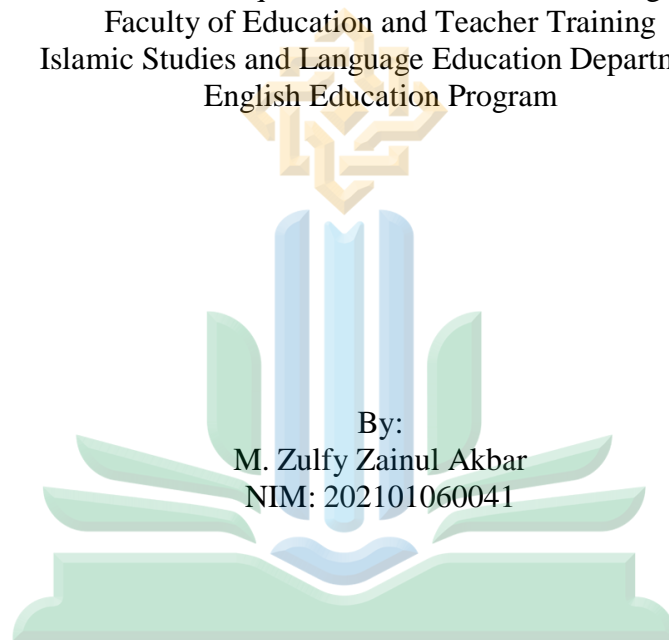 Faculty of Education and Teacher Training
Islamic Studies and Language Education
English Education Program
By:
M. Zulfy Zainul Akbar
NIM: 202101060041